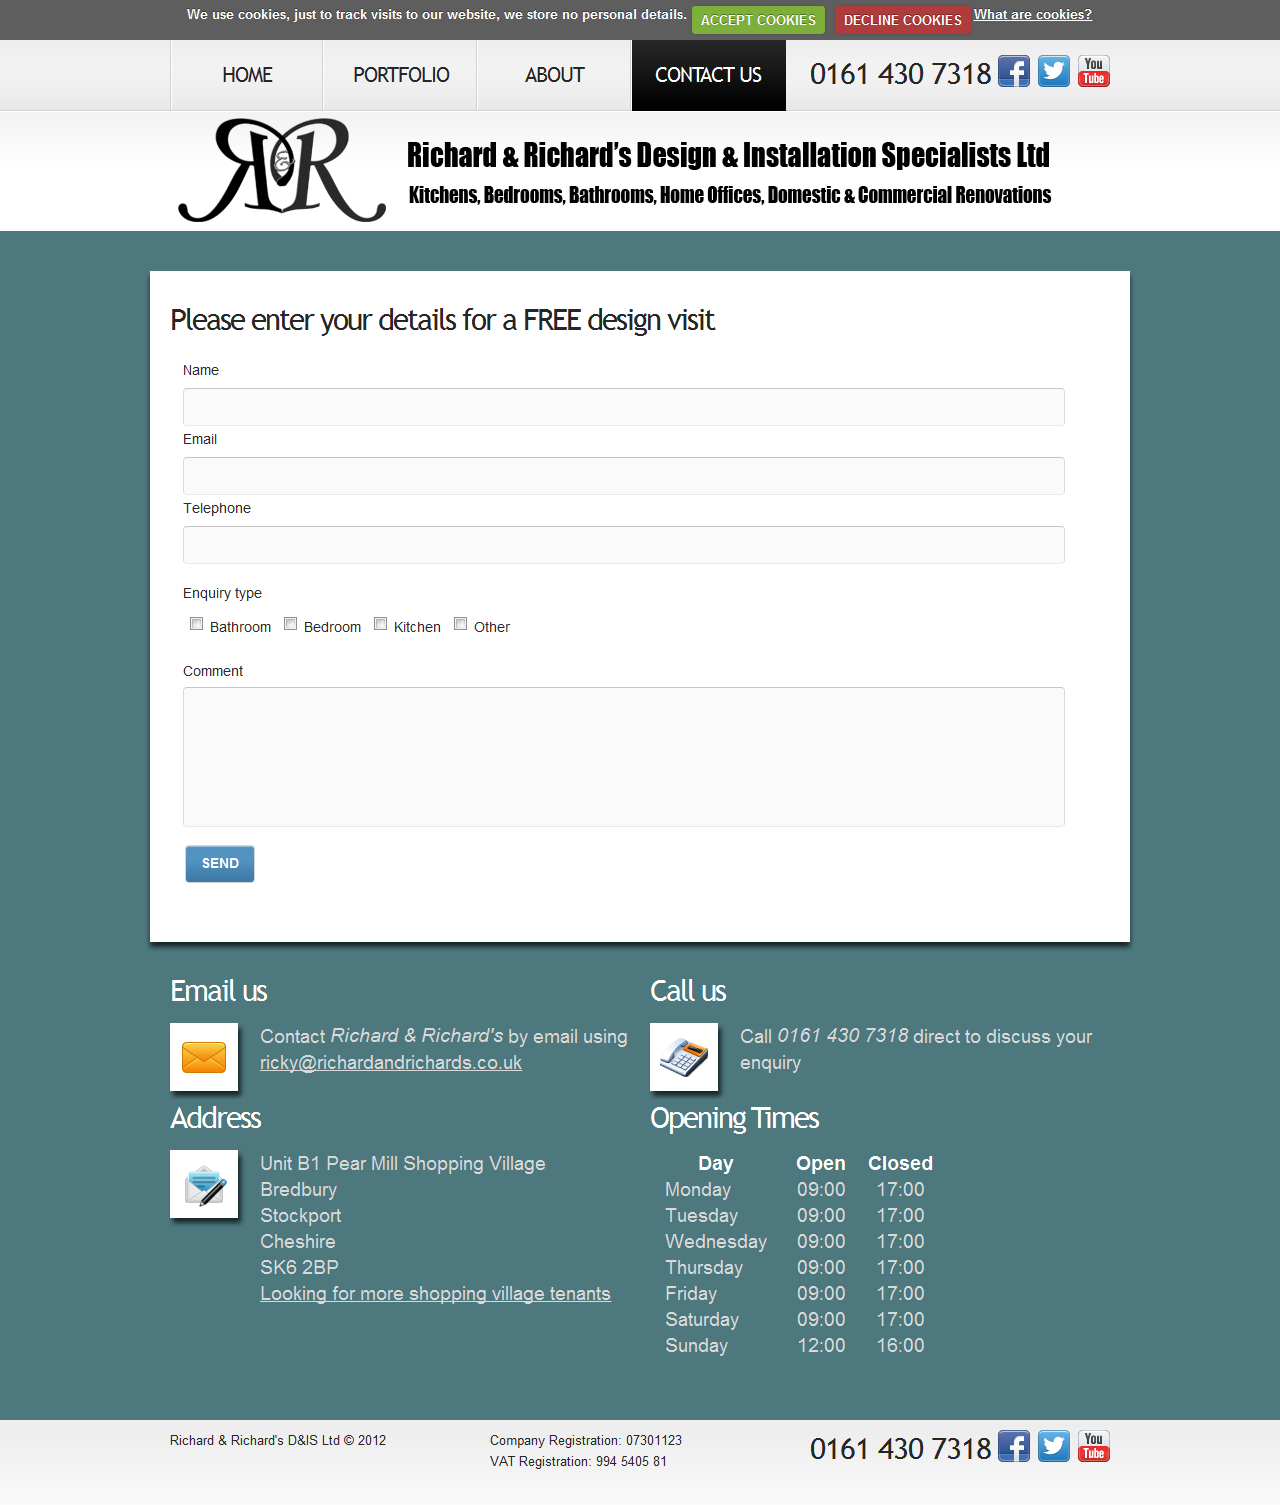 We use cookies, just to track visits to our website, we store no personal details. ACCEPT COOKIES DECLINE COOKIES What are cookies?
HOME PORTFOLIO ABOUT CONTACT US 0161 430 7318 You Tube
R&R
Richard & Richard's Design & Installation Specialists Ltd
Kitchens, Bedrooms, Bathrooms, Home Offices, Domestic & Commercial Renovations
Please enter your details for a FREE design visit
Name
Email
Telephone
Enquiry type
Bathroom Bedroom Kitchen Other
Comment
SEND
Email us
Contact Richard & Richard's by email using
ricky@richardandrichards.co.uk
Call us
Call 0161 430 7318 direct to discuss your
enquiry
Address
Unit B1 Pear Mill Shopping Village
Bredbury
Stockport
Cheshire
SK6 2BP
Looking for more shopping village tenants
Opening Times
Day Open Closed
Monday 09:00 17:00
Tuesday 09:00 17:00
Wednesday 09:00 17:00
Thursday 09:00 17:00
Friday 09:00 17:00
Saturday 09:00 17:00
Sunday 12:00 16:00
Richard & Richard's D&IS Ltd © 2012
Company Registration: 07301123
VAT Registration: 994 5405 81
0161 430 7318 You Tube